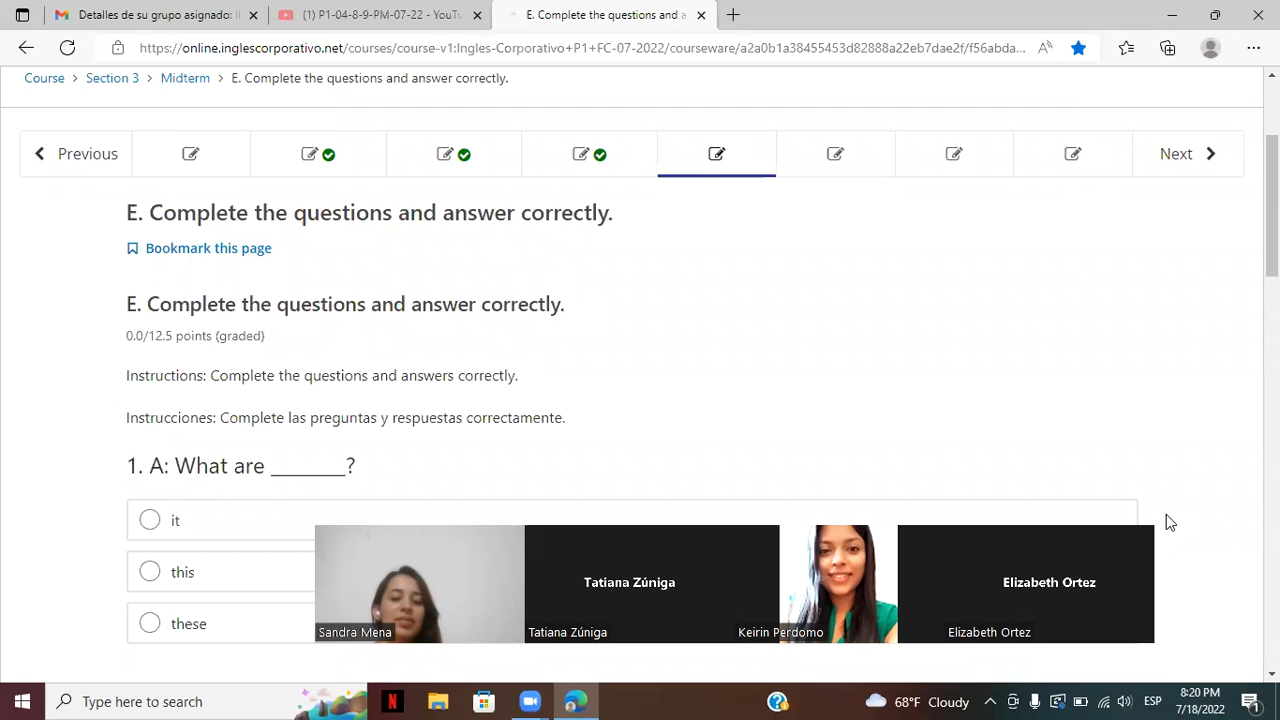 Detalles de su grupo asignado: li
(1) P1-04-8-9-PM-07-22 - YouTu
E. Complete the questions and a
https://online.inglescorporativo.net/courses/course-v1:Ingles-Corporativo+P1+FC-07-2022/courseware/a2a0b1a38455453d82888a22eb7dae2f/f56abda...
Course > Section 3 > Midterm > E. Complete the questions and answer correctly.
Previous
Next
E. Complete the questions and answer correctly.
Bookmark this page
E. Complete the questions and answer correctly.
0.0/12.5 points (graded)
Instructions: Complete the questions and answers correctly.
Instrucciones: Complete las preguntas y respuestas correctamente.
1. A: What are ________?
it
this
these
Tatiana Zúniga
Elizabeth Ortez
Sandra Mena
Tatiana Zúniga
Keirin Perdomo
Elizabeth Ortez
Type here to search
N
68°F Cloudy
ESP
8:20 PM
7/18/2022
1